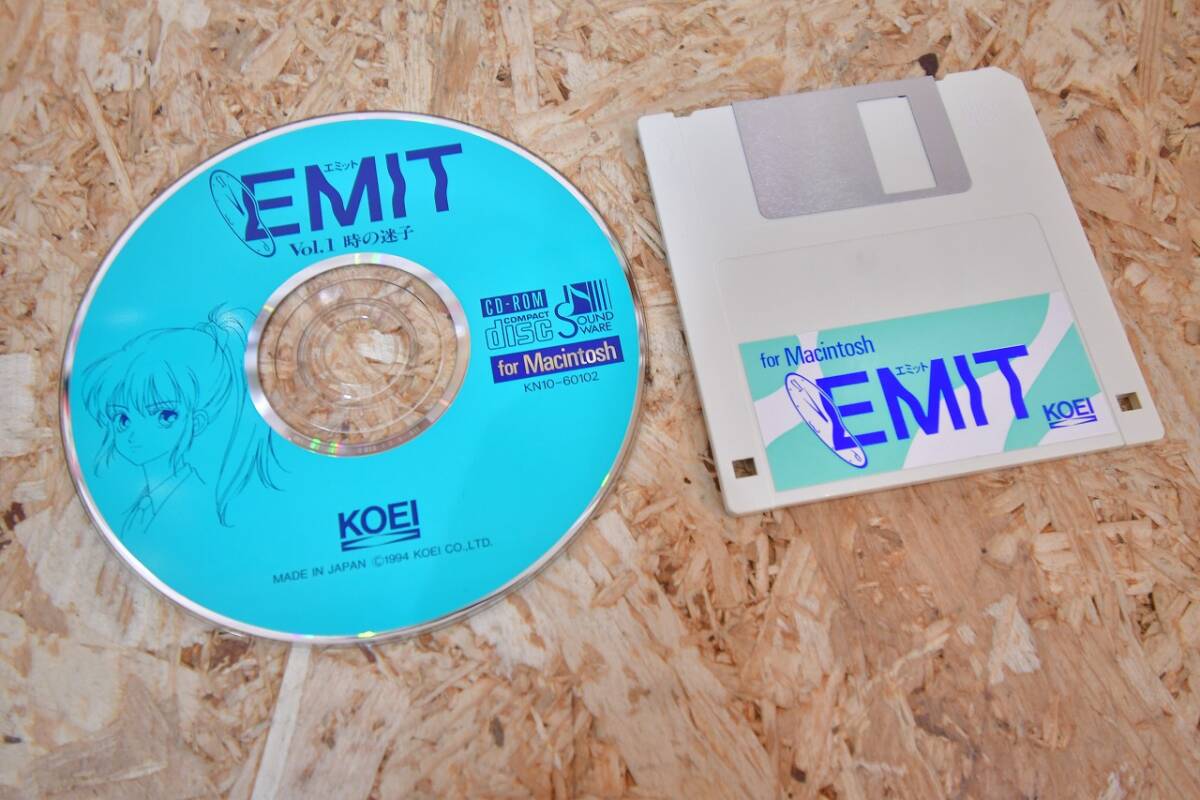 エミット
EMIT
Vol.1 時の迷子
CD-ROM
COMPACT
disc
SOUND
WARE
for Macintosh
KN10-60102
KOEI
MADE IN JAPAN ©1994 KOEI CO.,LTD.
for Macintosh
エミット
EMIT
KOEI